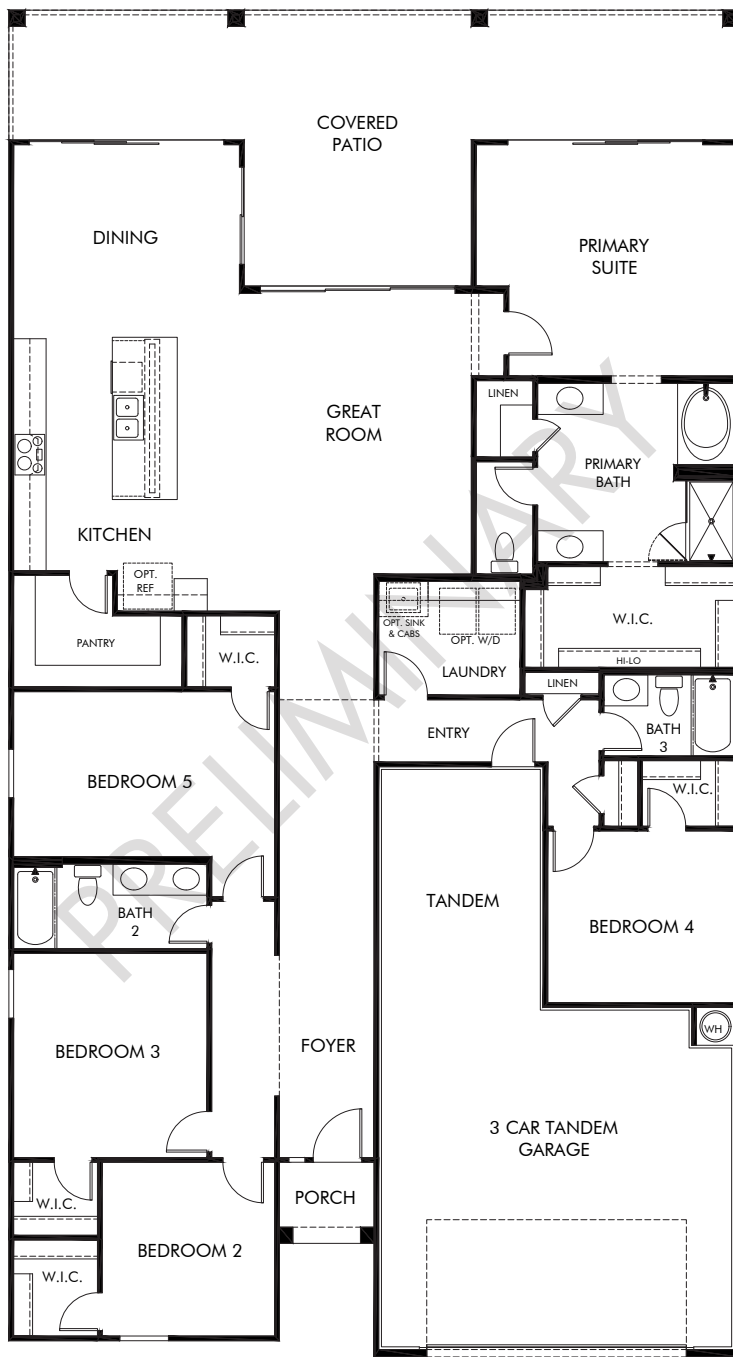 COVERED
PATIO
DINING
PRIMARY
SUITE
LINEN
GREAT
ROOM
PRIMARY
BATH
KITCHEN
OPT.
REF
OPT. SINK
& CABS
OPT. W/D
W.I.C.
PANTRY
W.I.C.
LAUNDRY
HI-LO
LINEN
ENTRY
BATH
3
BEDROOM 5
W.I.C.
BATH
2
TANDEM
BEDROOM 4
WH
BEDROOM 3
FOYER
3 CAR TANDEM
GARAGE
W.I.C.
PORCH
BEDROOM 2
W.I.C.
PRELIMINARY